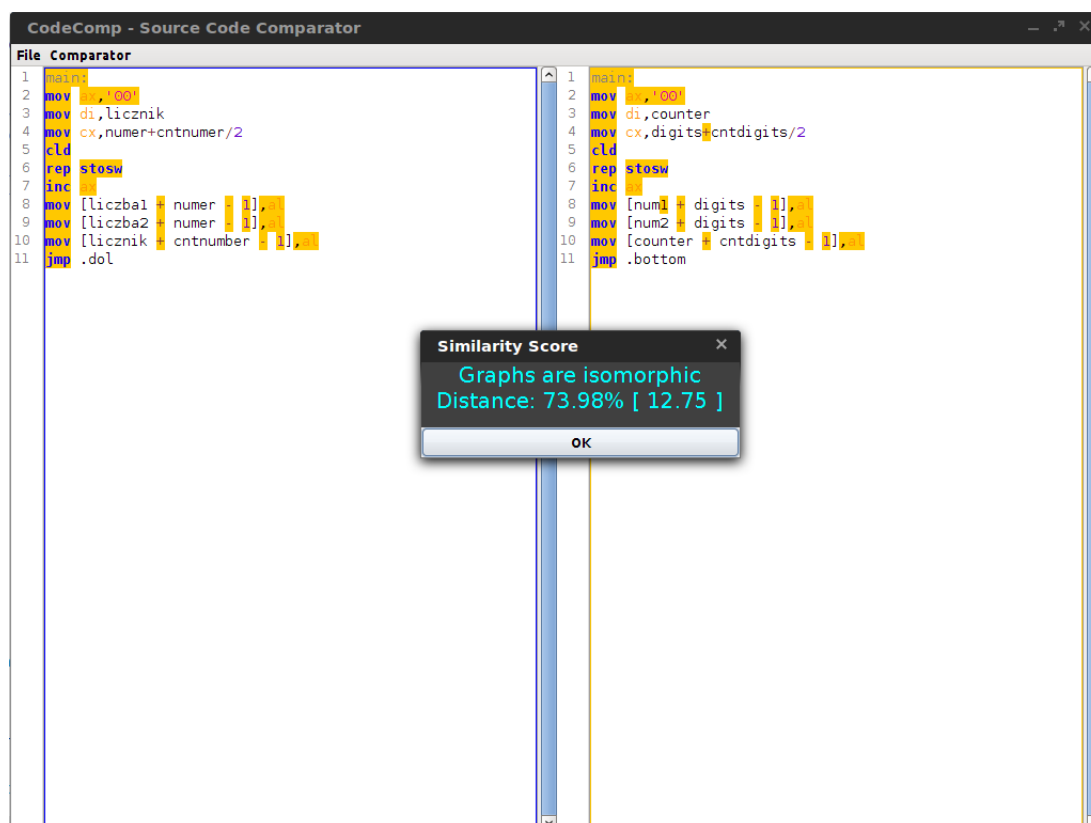 CodeComp - Source Code Comparator
File Comparator
1 main:
2 mov ax,'00'
3 mov di,licznik
4 mov cx,numer+cntnumer/2
5 cld
6 rep stosw
7 inc ax
8 mov [liczba1 + numer - 1],al
9 mov [liczba2 + numer - 1],al
10 mov [licznik + cntnumber - 1],al
11 jmp .dol
1 main:
2 mov ax,'00'
3 mov di,counter
4 mov cx,digits+cntdigits/2
5 cld
6 rep stosw
7 inc ax
8 mov [num1 + digits - 1],al
9 mov [num2 + digits - 1],al
10 mov [counter + cntdigits - 1],al
11 jmp .bottom
Similarity Score
Graphs are isomorphic
Distance: 73.98% [ 12.75 ]
OK